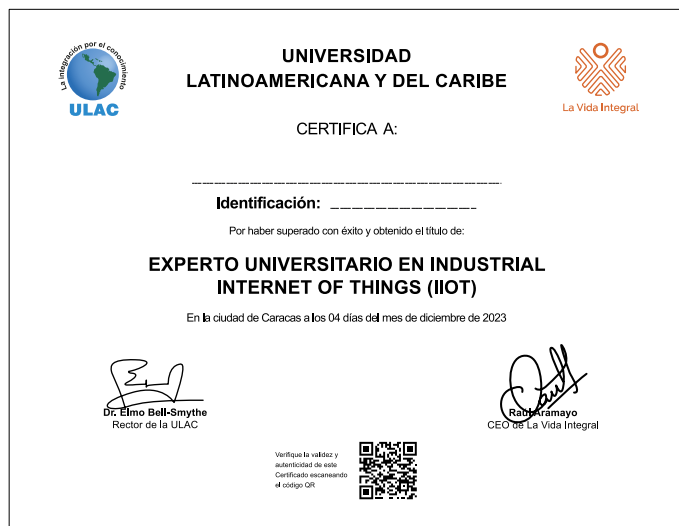 La integración por el conocimiento
ULAC
UNIVERSIDAD
LATINOAMERICANA Y DEL CARIBE
La Vida Integral
CERTIFICA A:
Identificación:
Por haber superado con éxito y obtenido el título de:
EXPERTO UNIVERSITARIO EN INDUSTRIAL
INTERNET OF THINGS (IIOT)
En la ciudad de Caracas a los 04 días del mes de diciembre de 2023
Dr. Elmo Bell-Smythe
Rector de la ULAC
Raul Aramayo
CEO de La Vida Integral
Verifique la validez y
autenticidad de este
Certificado escaneando
el código QR